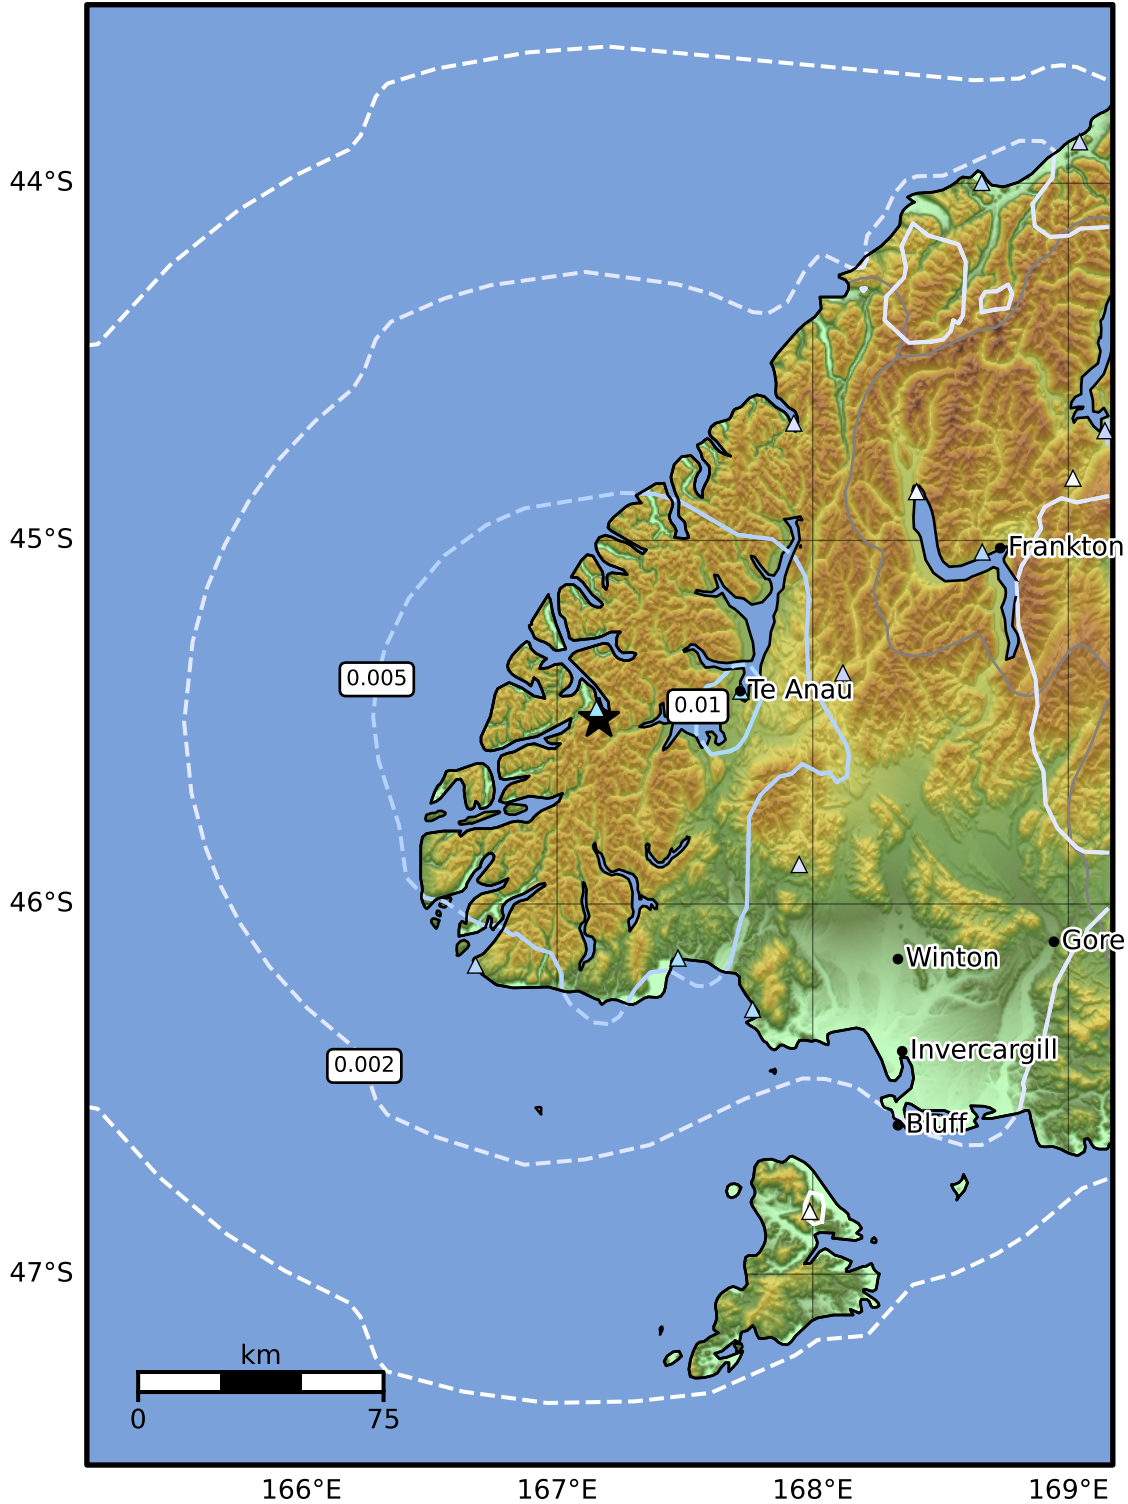 44°S
45°S
Frankton
0.005
0.01
Te Anau
46°S
Gore
Winton
Invercargill
0.002
Bluff
47°S
km
0 75
166°E 167°E 168°E 169°E